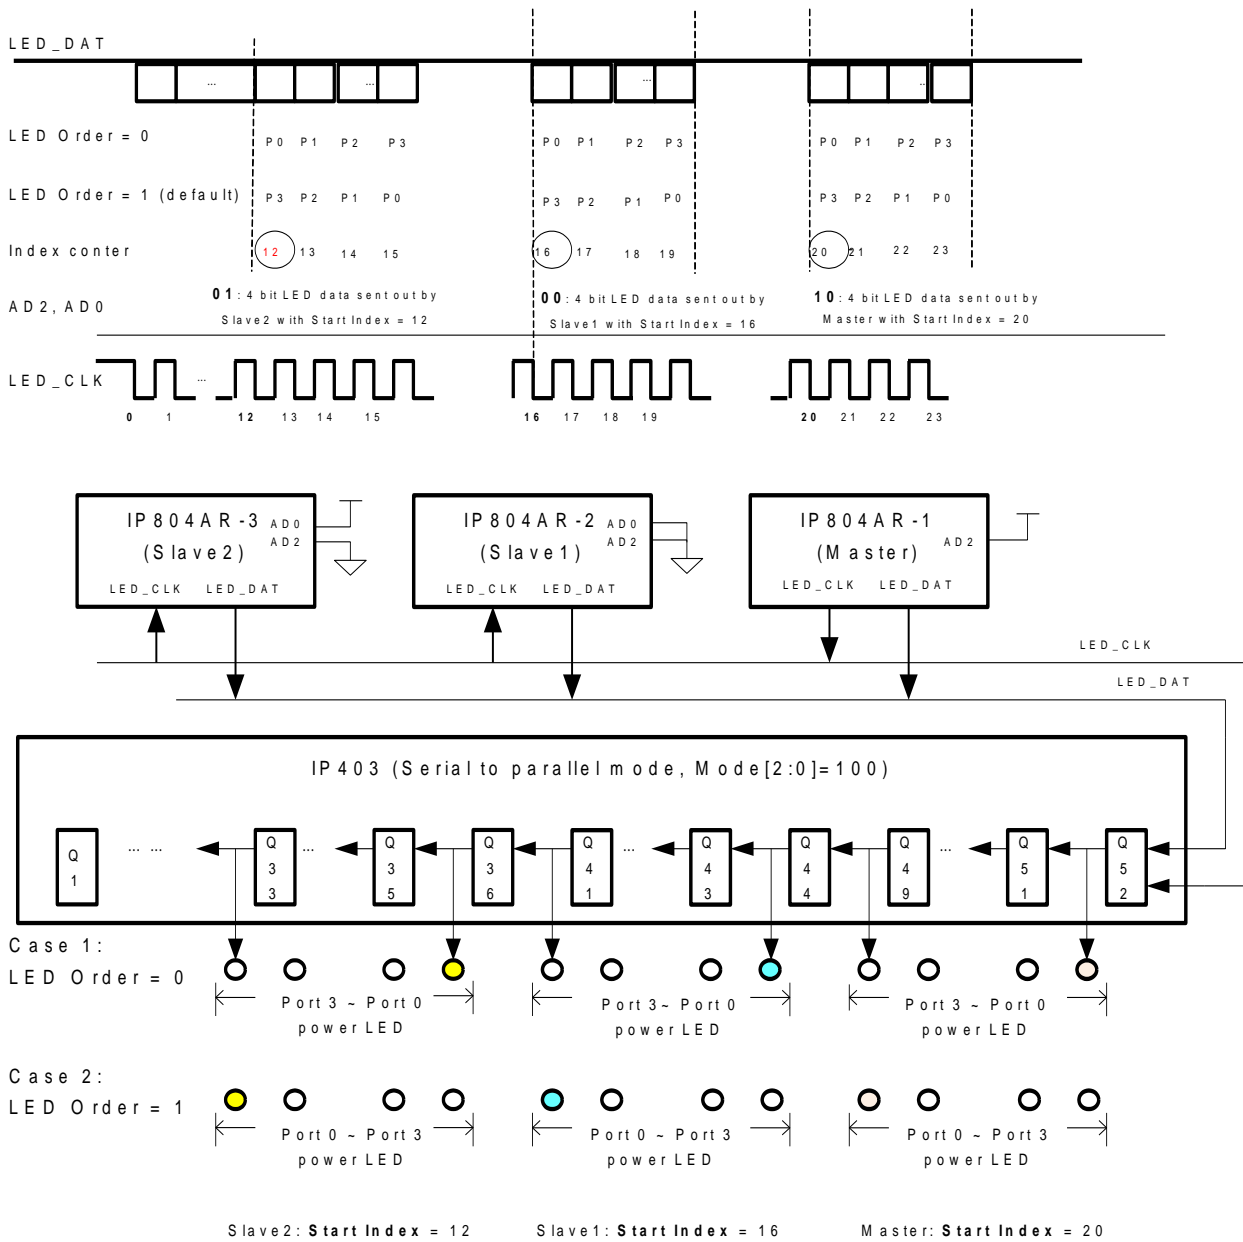 LED_DAT
... ... ... ...
LED Order = 0 P0 P1 P2 P3 P0 P1 P2 P3 P0 P1 P2 P3
LED Order = 1 (default) P3 P2 P1 P0 P3 P2 P1 P0 P3 P2 P1 P0
Index conter 12 13 14 15 16 17 18 19 20 21 22 23
AD2, AD0
01: 4 bit LED data sent out by
Slave2 with Start Index = 12
00: 4 bit LED data sent out by
Slave1 with Start Index = 16
10: 4 bit LED data sent out by
Master with Start Index = 20
LED_CLK ...
0 1 12 13 14 15 16 17 18 19 20 21 22 23
IP804AR-3
(Slave2)
AD0
AD2
LED_CLK LED_DAT
IP804AR-2
(Slave1)
AD0
AD2
LED_CLK LED_DAT
IP804AR-1
(Master)
AD2
LED_CLK LED_DAT
LED_CLK
LED_DAT
IP403 (Serial to parallel mode, Mode[2:0]=100)
Q1 ... ... Q33 ... Q35 Q36 Q41 ... Q43 Q44 Q49 ... Q51 Q52
Case 1:
LED Order = 0
Port 3 ~ Port 0
power LED
Port 3 ~ Port 0
power LED
Port 3 ~ Port 0
power LED
Case 2:
LED Order = 1
Port 0 ~ Port 3
power LED
Port 0 ~ Port 3
power LED
Port 0 ~ Port 3
power LED
Slave2: Start Index = 12 Slave1: Start Index = 16 Master: Start Index = 20